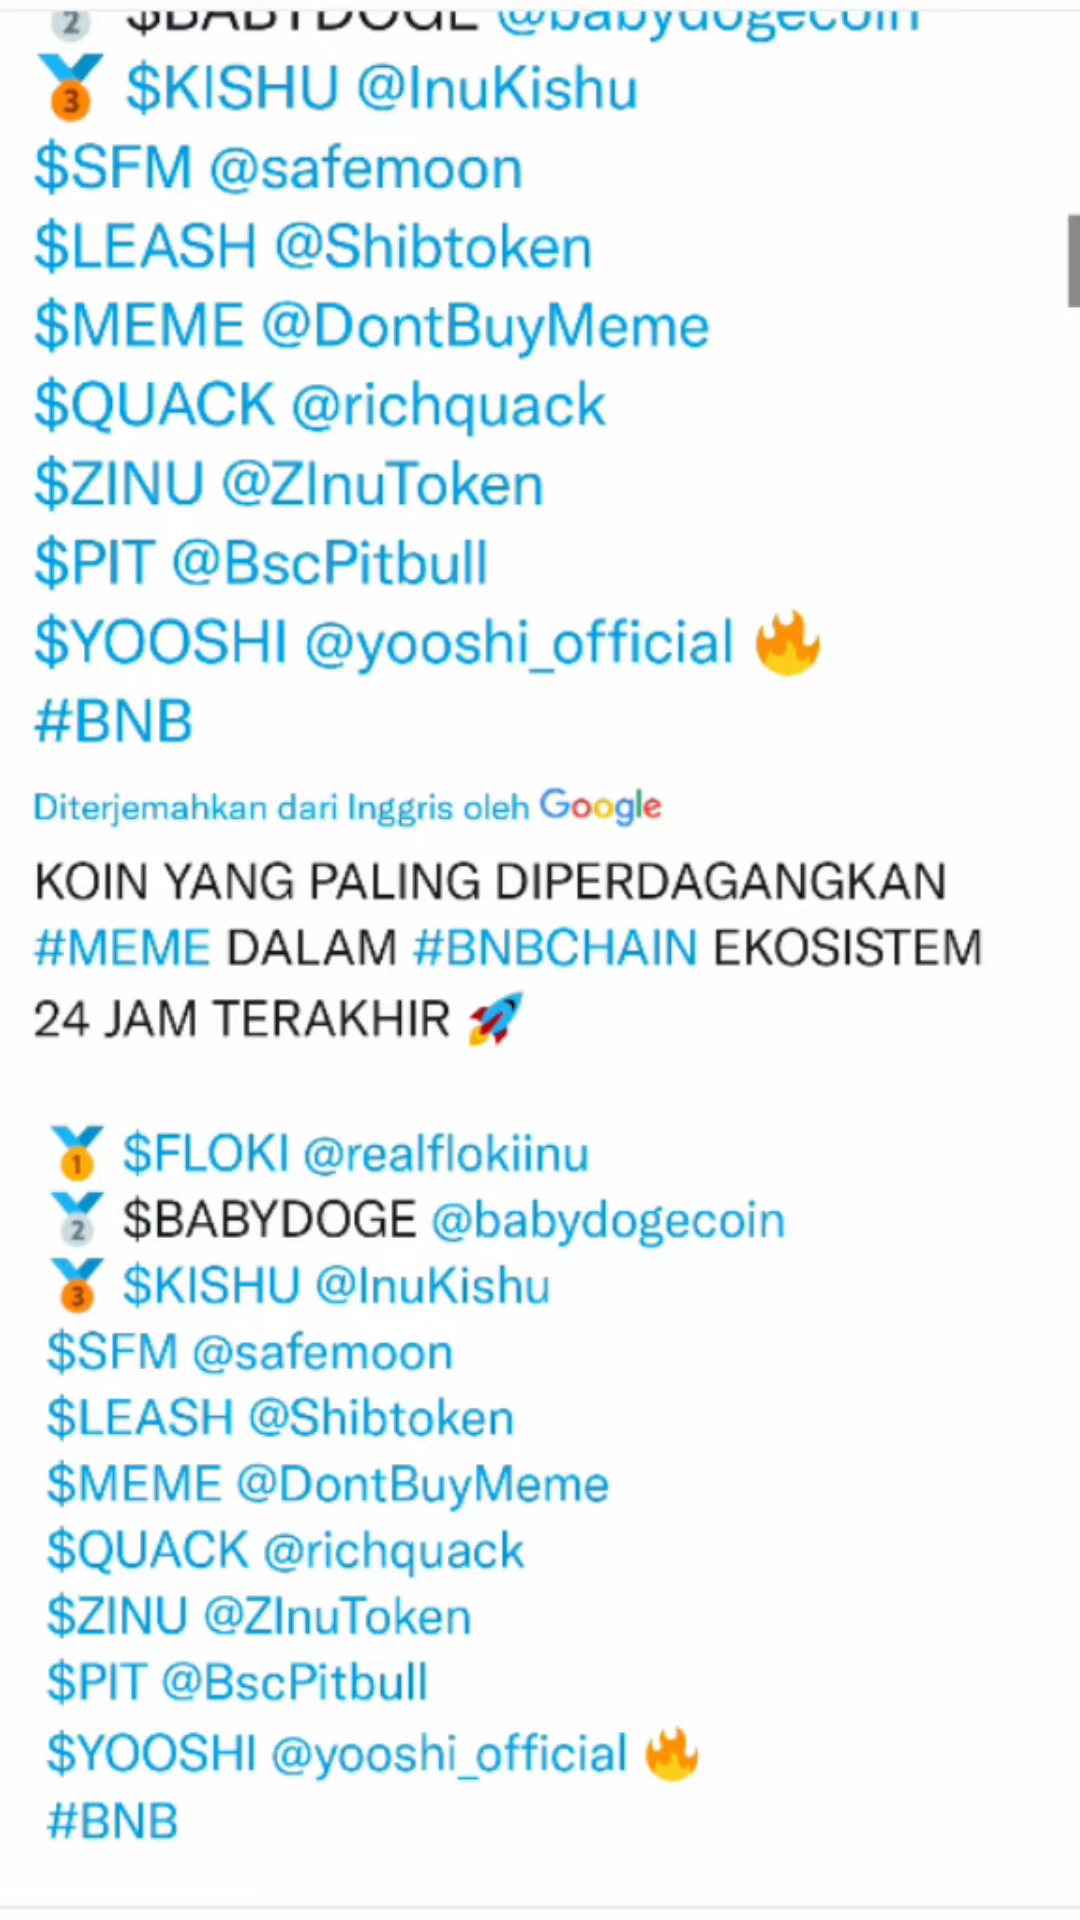 $BABYDOGE @babydogecoin
$KISHU @InuKishu
$SFM @safemoon
$LEASH @Shibtoken
$MEME @DontBuyMeme
$QUACK @richquack
$ZINU @ZInuToken
$PIT @BscPitbull
$YOOSHI @yooshi_official 🔥
#BNB
Diterjemahkan dari Inggris oleh Google
KOIN YANG PALING DIPERDAGANGKAN
#MEME DALAM #BNBCHAIN EKOSISTEM
24 JAM TERAKHIR 🚀
🥇 $FLOKI @realflokiinu
🥈 $BABYDOGE @babydogecoin
🥉 $KISHU @InuKishu
$SFM @safemoon
$LEASH @Shibtoken
$MEME @DontBuyMeme
$QUACK @richquack
$ZINU @ZInuToken
$PIT @BscPitbull
$YOOSHI @yooshi_official 🔥
#BNB